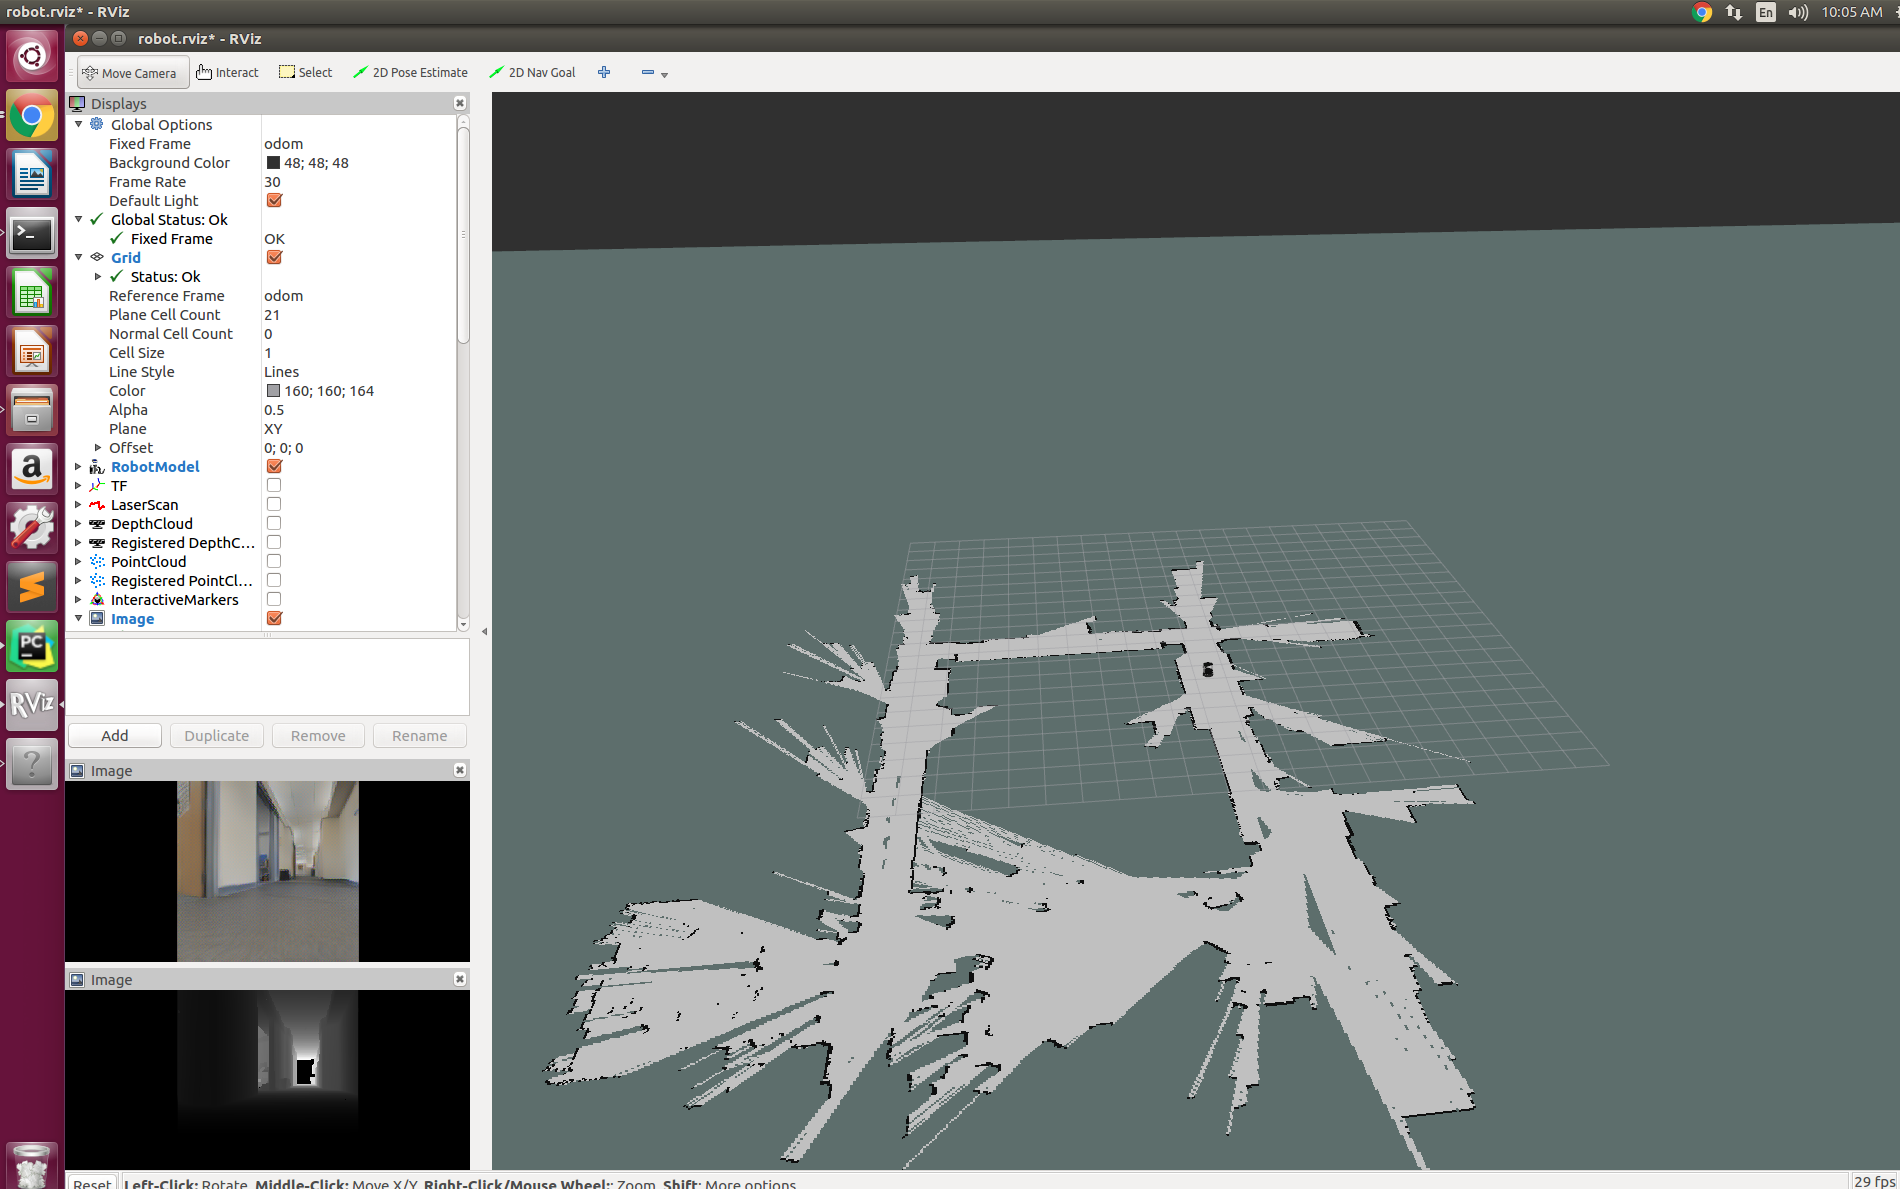 robot.rviz* - RViz
En
10:05 AM
robot.rviz* - RViz
Move Camera
Interact
Select
2D Pose Estimate
2D Nav Goal
Displays
Global Options
Fixed Frame odom
Background Color 48; 48; 48
Frame Rate 30
Default Light
Global Status: Ok
Fixed Frame OK
Grid
Status: Ok
Reference Frame odom
Plane Cell Count 21
Normal Cell Count 0
Cell Size 1
Line Style Lines
Color 160; 160; 164
Alpha 0.5
Plane XY
Offset 0; 0; 0
RobotModel
TF
LaserScan
DepthCloud
Registered DepthC...
PointCloud
Registered PointCl...
InteractiveMarkers
Image
a
PC
RViz
?
Add
Duplicate
Remove
Rename
Image
Image
Reset
Left-Click: Rotate. Middle-Click: Move X/Y. Right-Click/Mouse Wheel:: Zoom. Shift: More options.
29 fps